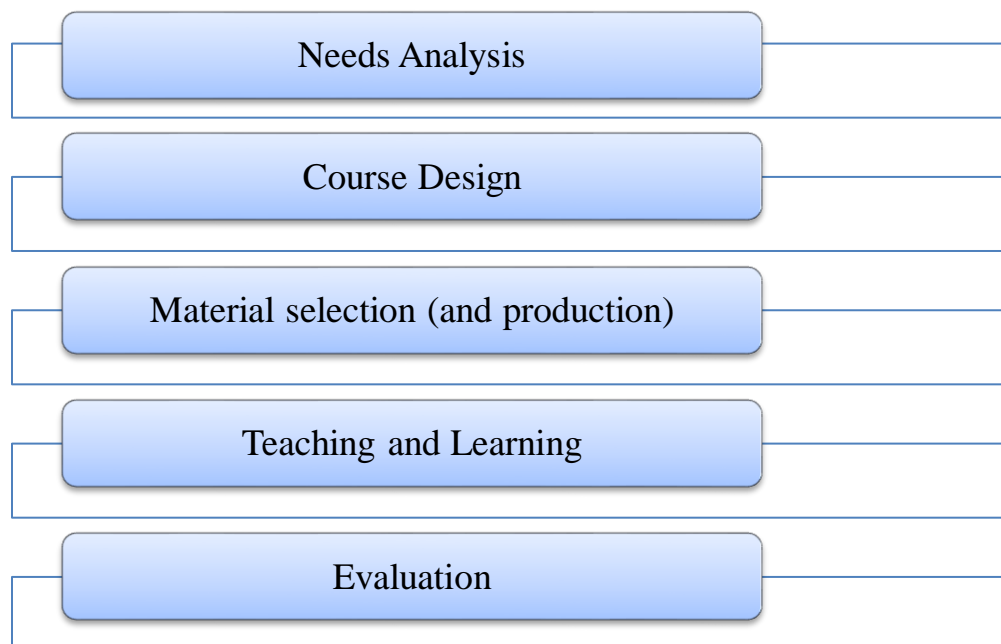 Needs Analysis
Course Design
Material selection (and production)
Teaching and Learning
Evaluation